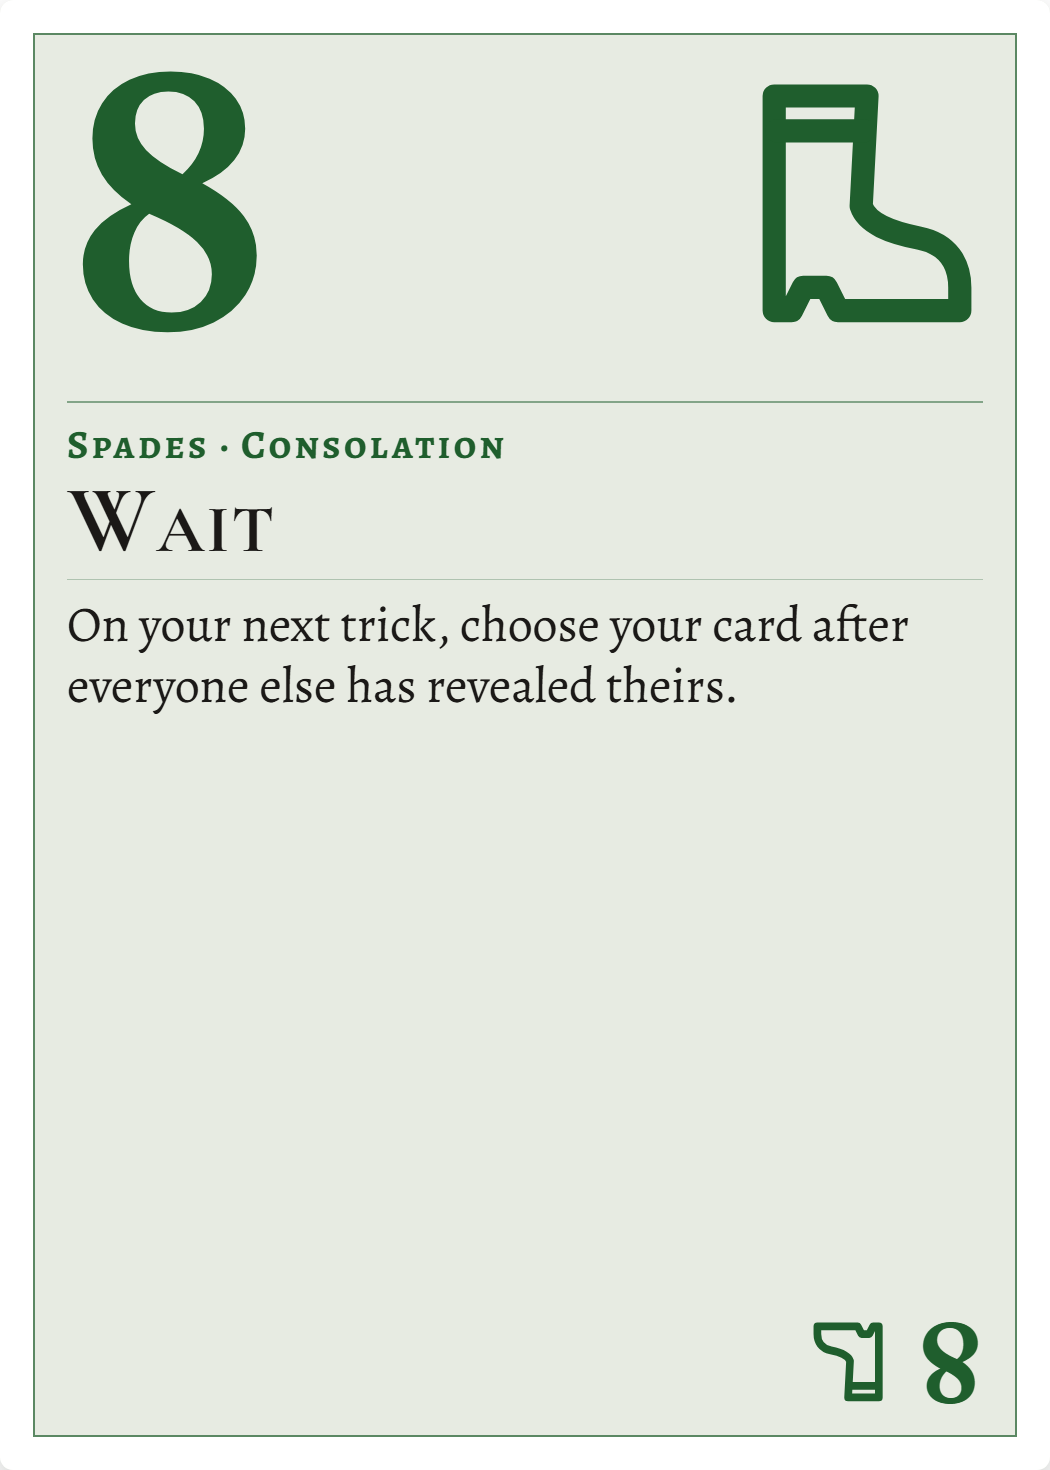 8
Spades · Consolation
Wait
On your next trick, choose your card after
everyone else has revealed theirs.
8